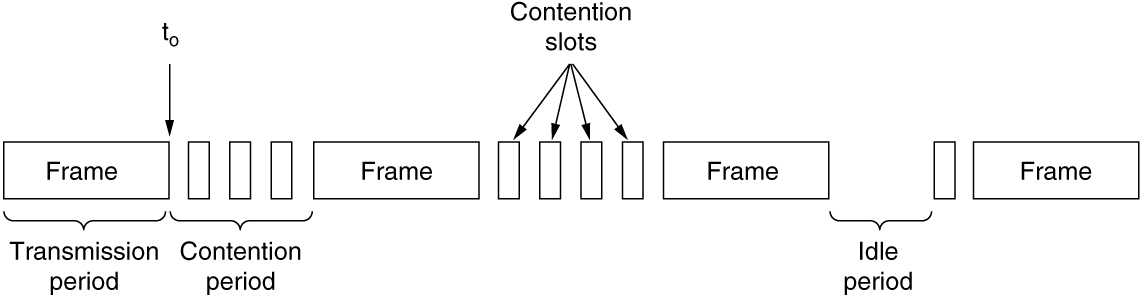 Contention
slots
t₀
Frame
Frame
Frame
Frame
Transmission
period
Contention
period
Idle
period